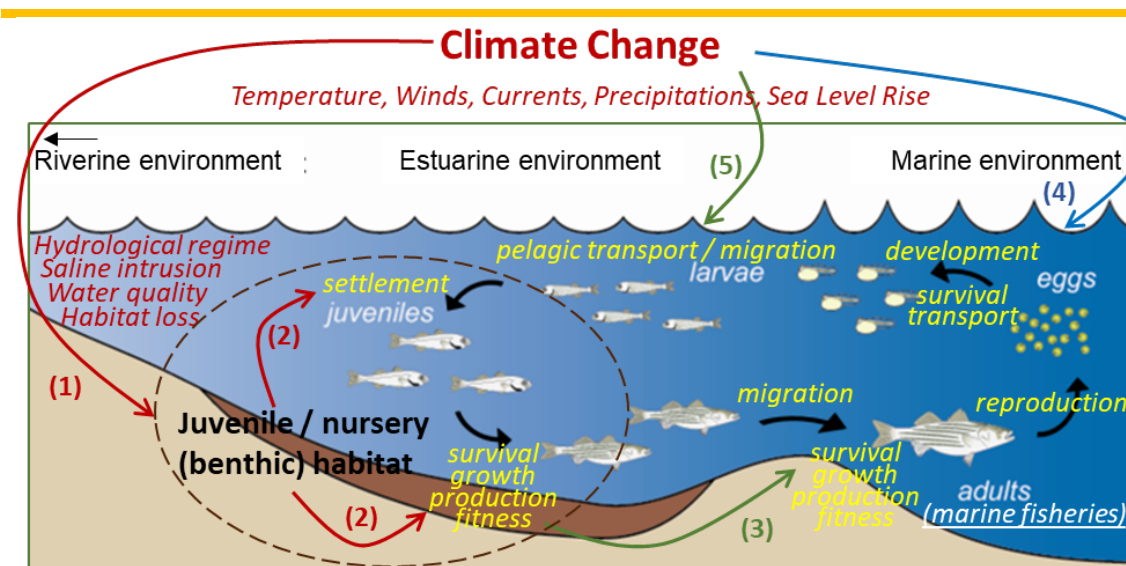 Climate Change
Temperature, Winds, Currents, Precipitations, Sea Level Rise
Riverine environment
:
Estuarine environment
(5)
Marine environment
(4)
Hydrological regime
Saline intrusion
Water quality
Habitat loss
settlement
juveniles
(2)
pelagic transport / migration
larvae
development
eggs
survival
transport
(1)
Juvenile / nursery
(benthic) habitat
(2)
survival
growth
production
fitness
migration
(3)
survival
growth
production
fitness
reproduction
adults
(marine fisheries)